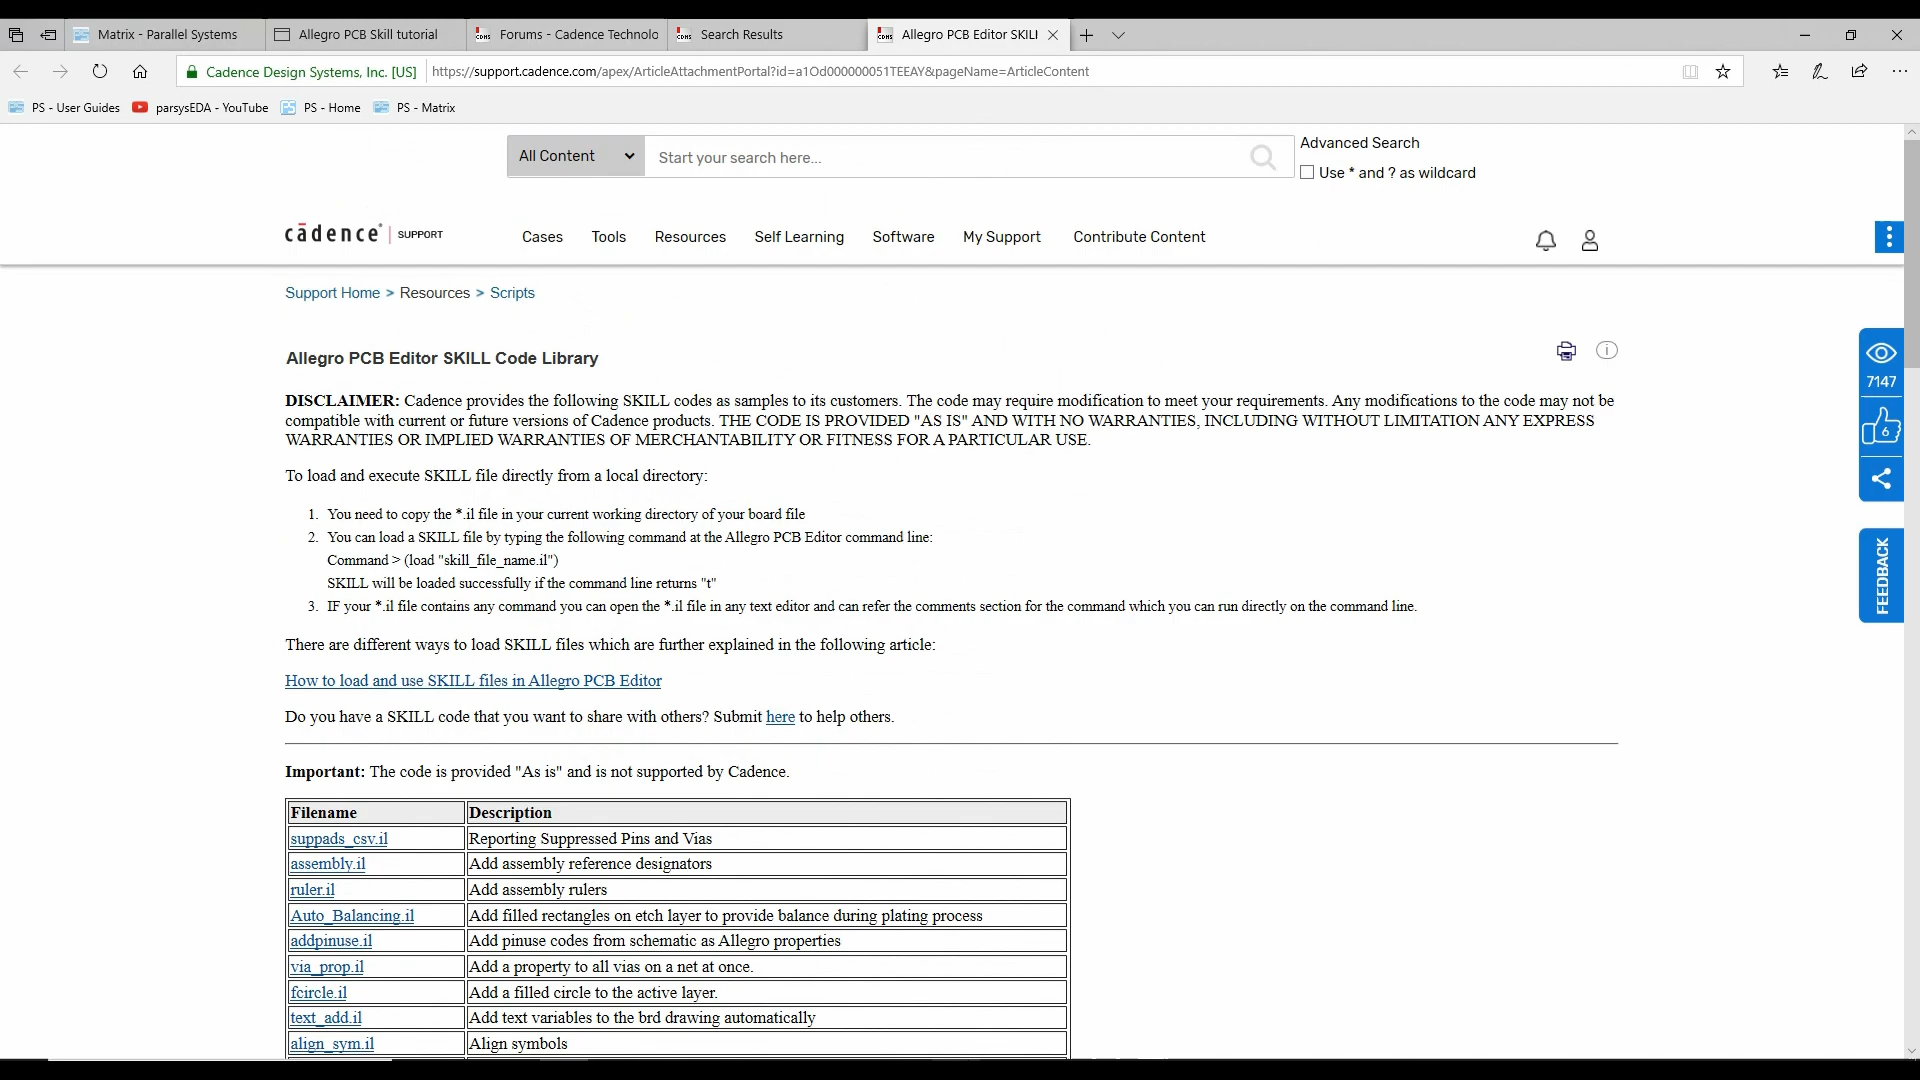 Matrix - Parallel Systems
Allegro PCB Skill tutorial
CDNS Forums - Cadence Technolo
CDNS Search Results
CDNS Allegro PCB Editor SKILl
Cadence Design Systems, Inc. [US]
https://support.cadence.com/apex/ArticleAttachmentPortal?id=a1Od000000051TEEAY&pageName=ArticleContent
PS - User Guides
parsysEDA - YouTube
PS - Home
PS - Matrix
All Content
Start your search here...
Advanced Search
Use * and ? as wildcard
cādence® | SUPPORT
Cases
Tools
Resources
Self Learning
Software
My Support
Contribute Content
Support Home > Resources > Scripts
Allegro PCB Editor SKILL Code Library
7147
6
FEEDBACK
DISCLAIMER: Cadence provides the following SKILL codes as samples to its customers. The code may require modification to meet your requirements. Any modifications to the code may not be
compatible with current or future versions of Cadence products. THE CODE IS PROVIDED "AS IS" AND WITH NO WARRANTIES, INCLUDING WITHOUT LIMITATION ANY EXPRESS
WARRANTIES OR IMPLIED WARRANTIES OF MERCHANTABILITY OR FITNESS FOR A PARTICULAR USE.
To load and execute SKILL file directly from a local directory:
1. You need to copy the *.il file in your current working directory of your board file
2. You can load a SKILL file by typing the following command at the Allegro PCB Editor command line:
Command > (load "skill_file_name.il")
SKILL will be loaded successfully if the command line returns "t"
3. IF your *.il file contains any command you can open the *.il file in any text editor and can refer the comments section for the command which you can run directly on the command line.
There are different ways to load SKILL files which are further explained in the following article:
How to load and use SKILL files in Allegro PCB Editor
Do you have a SKILL code that you want to share with others? Submit here to help others.
Important: The code is provided "As is" and is not supported by Cadence.
Filename Description
suppads_csv.il Reporting Suppressed Pins and Vias
assembly.il Add assembly reference designators
ruler.il Add assembly rulers
Auto_Balancing.il Add filled rectangles on etch layer to provide balance during plating process
addpinuse.il Add pinuse codes from schematic as Allegro properties
via_prop.il Add a property to all vias on a net at once.
fcircle.il Add a filled circle to the active layer.
text_add.il Add text variables to the brd drawing automatically
align_sym.il Align symbols